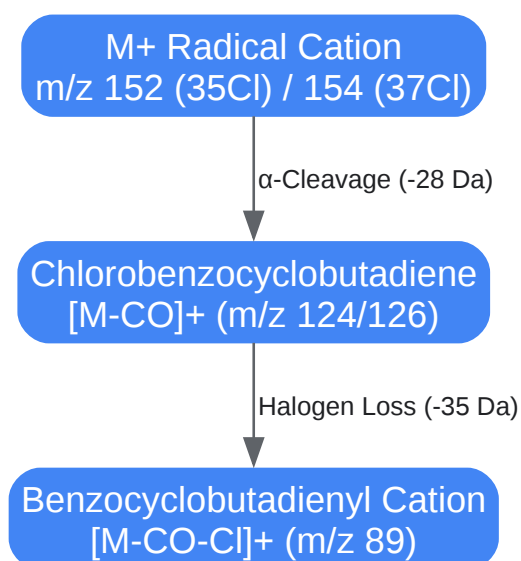 M+ Radical Cation
m/z 152 (35Cl) / 154 (37Cl)
α-Cleavage (-28 Da)
Chlorobenzocyclobutadiene
[M-CO]+ (m/z 124/126)
Halogen Loss (-35 Da)
Benzocyclobutadienyl Cation
[M-CO-Cl]+ (m/z 89)